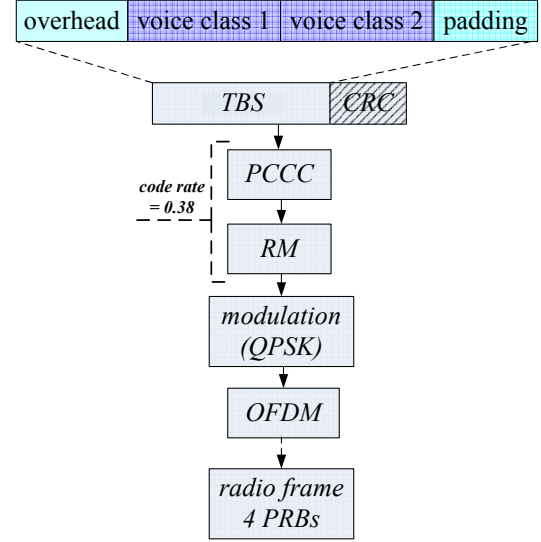 overhead voice class 1 voice class 2 padding
TBS CRC
PCCC
code rate
= 0.38
RM
modulation
(QPSK)
OFDM
radio frame
4 PRBs